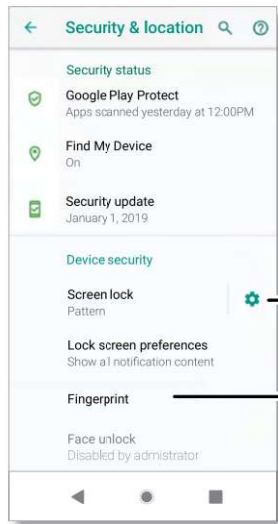 Security & location
Security status
Google Play Protect
Apps scanned yesterday at 12:00PM
Find My Device
On
Security update
January 1, 2019
Device security
Screen lock
Pattern
Lock screen preferences
Show all notification content
Fingerprint
Face unlock
Disabled by admistrator